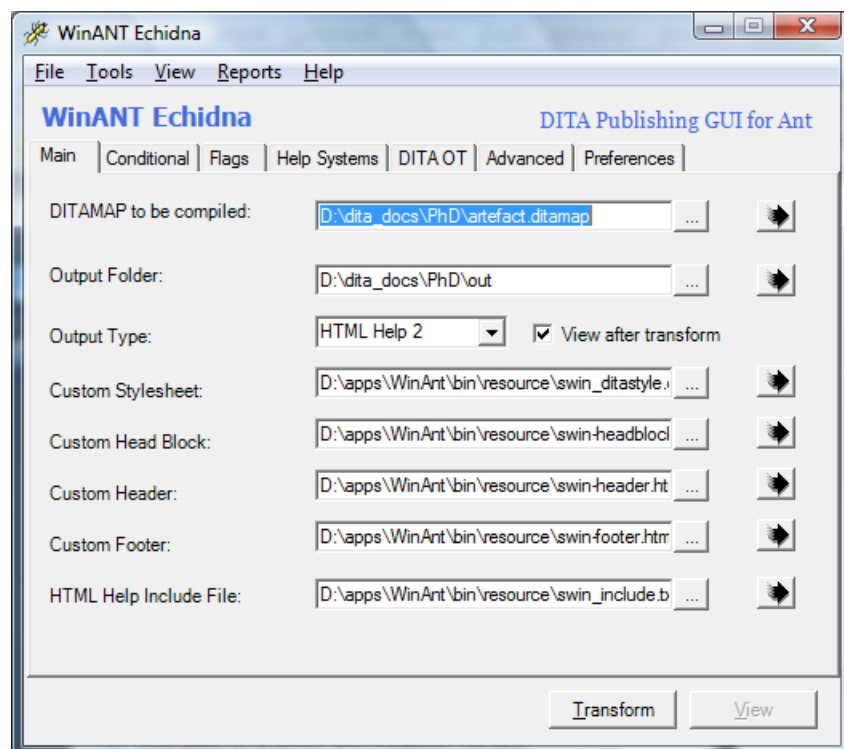 WinANT Echidna
File Tools View Reports Help
WinANT Echidna DITA Publishing GUI for Ant
Main Conditional Flags Help Systems DITA OT Advanced Preferences
DITAMAP to be compiled: D:\dita_docs\PhD\artefact.ditamap ...
Output Folder: D:\dita_docs\PhD\out ...
Output Type: HTML Help 2 View after transform
Custom Stylesheet: D:\apps\WinAnt\bin\resource\swin_ditastyle. ...
Custom Head Block: D:\apps\WinAnt\bin\resource\swin-headblock ...
Custom Header: D:\apps\WinAnt\bin\resource\swin-header.ht ...
Custom Footer: D:\apps\WinAnt\bin\resource\swin-footer.htm ...
HTML Help Include File: D:\apps\WinAnt\bin\resource\swin_include.b ...
Transform View